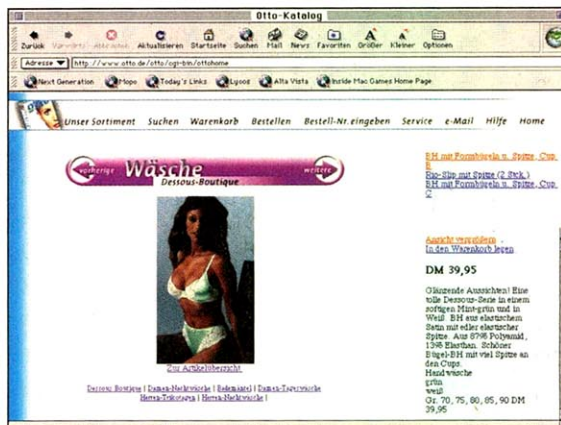 Otto-Katalog
Zurück Vorwärts Abbrechen Aktualisieren Startseite Suchen Mail News Favoriten Größer Kleiner Optionen
Adresse http://www.otto.de/otto/cgi-bin/ottohome
Next Generation Mopo Today's Links Lycos Alta Vista Inside Mac Games Home Page
Unser Sortiment Suchen Warenkorb Bestellen Bestell-Nr. eingeben Service e-Mail Hilfe Home
vorherige Wäsche weitere
Dessous-Boutique
Zur Artikelübersicht
Dessous Boutique | Damen-Nachtwäsche | Bademäntel | Damen-Tagerwäsche
Herren-Trikotagen | Herren-Nachtwäsche |
BH mit Formbügeln u. Spitze, Cup
B
Rio-Slip mit Spitze (2 Stck.)
BH mit Formbügeln u. Spitze, Cup
C
Ansicht vergrößern
In den Warenkorb legen
DM 39,95
Glänzende Aussichten! Eine
tolle Dessous-Serie in einem
softigen Mint-grün und in
Weiß. BH aus elastischem
Satin mit edler elastischer
Spitze. Aus 87% Polyamid,
13% Elasthan. Schöner
Bügel-BH mit viel Spitze an
den Cups.
Handwäsche
grün
weiß
Gr. 70, 75, 80, 85, 90 DM
39,95